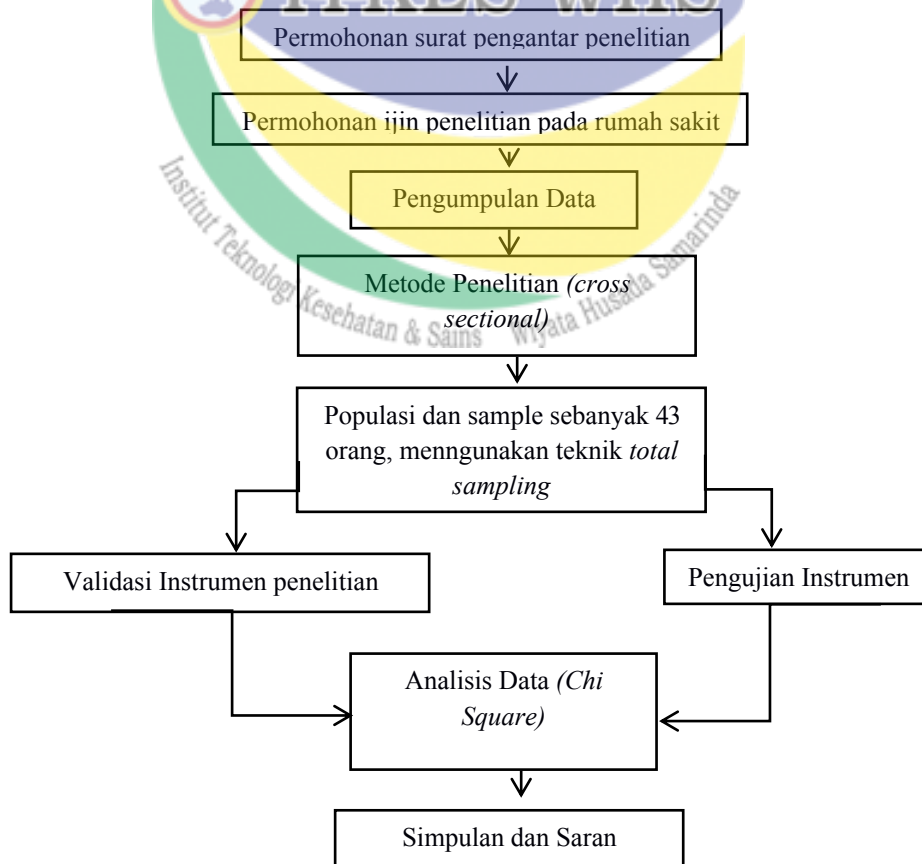 ITKES WHS
Permohonan surat pengantar penelitian
Permohonan ijin penelitian pada rumah sakit
Institut Teknologi Kesehatan & Sains Wiyata Husada Samarinda
Pengumpulan Data
Metode Penelitian (cross
sectional)
Populasi dan sample sebanyak 43
orang, menngunakan teknik total
sampling
Validasi Instrumen penelitian
Pengujian Instrumen
Analisis Data (Chi
Square)
Simpulan dan Saran